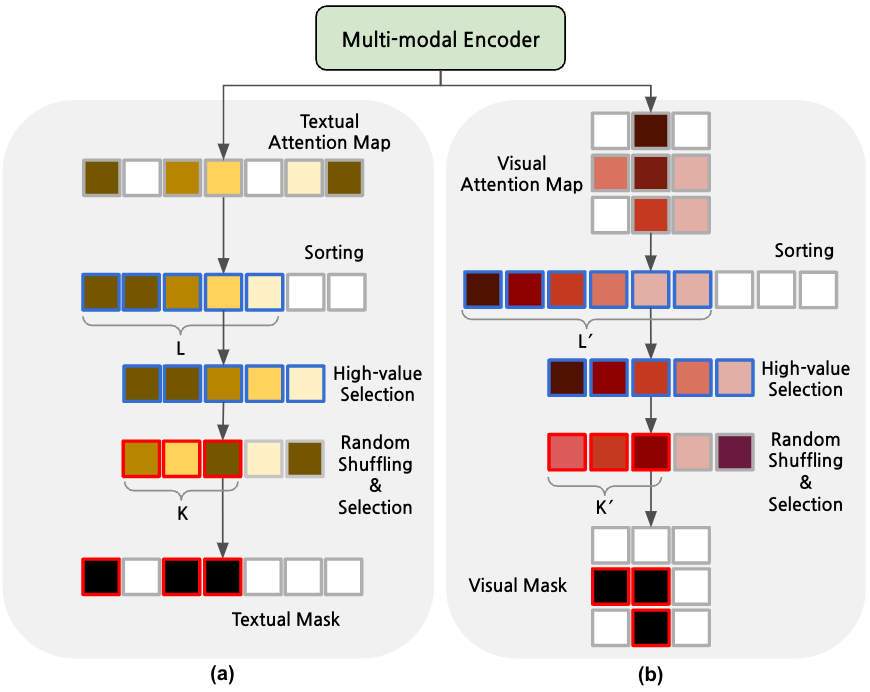 Multi-modal Encoder
Textual
Attention Map
Sorting
L
High-value
Selection
Random
Shuffling
&
Selection
K
Textual Mask
(a)
Visual
Attention Map
Sorting
L′
High-value
Selection
Random
Shuffling
&
Selection
K′
Visual Mask
(b)